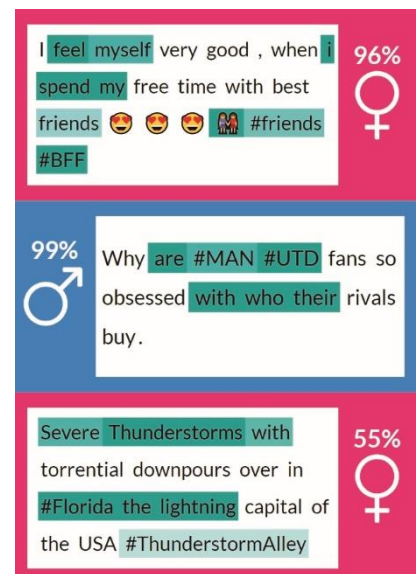 I feel myself very good , when i
spend my free time with best
friends 😍 😍 😍 👭 #friends
#BFF
96%
99%
Why are #MAN #UTD fans so
obsessed with who their rivals
buy.
Severe Thunderstorms with
torrential downpours over in
#Florida the lightning capital of
the USA #ThunderstormAlley
55%